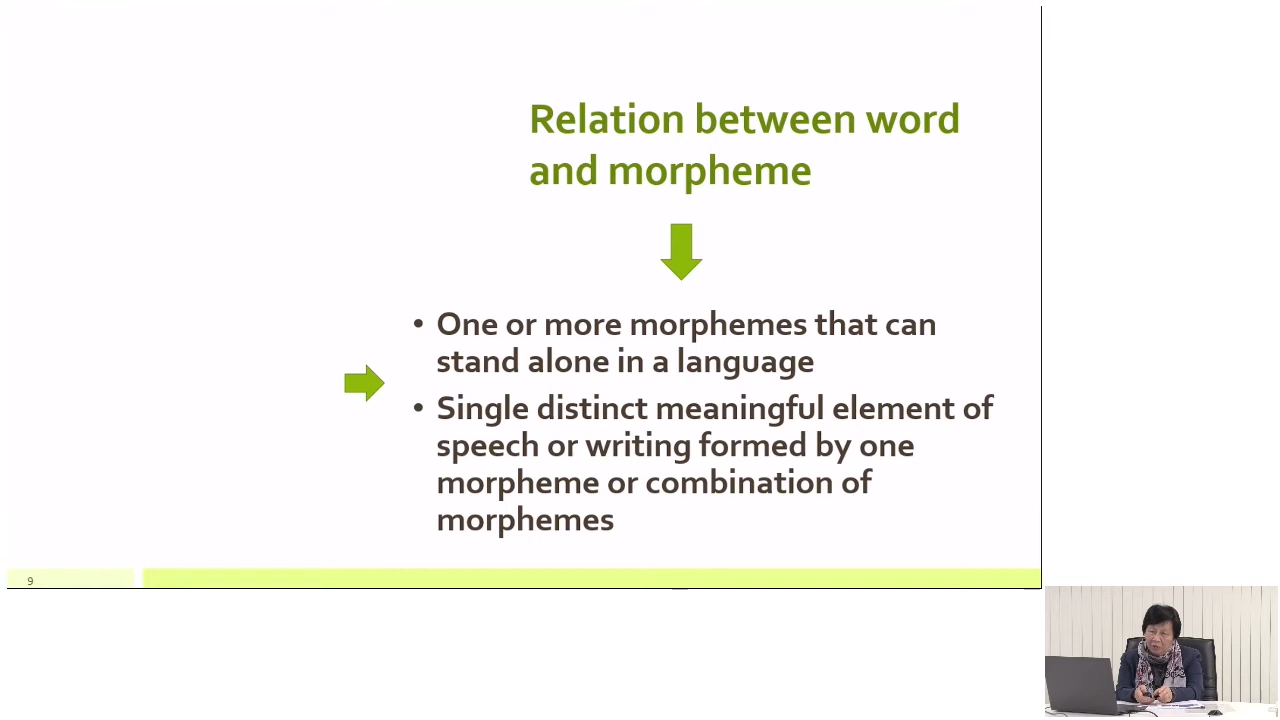 Relation between word
and morpheme
• One or more morphemes that can
stand alone in a language
• Single distinct meaningful element of
speech or writing formed by one
morpheme or combination of
morphemes
9